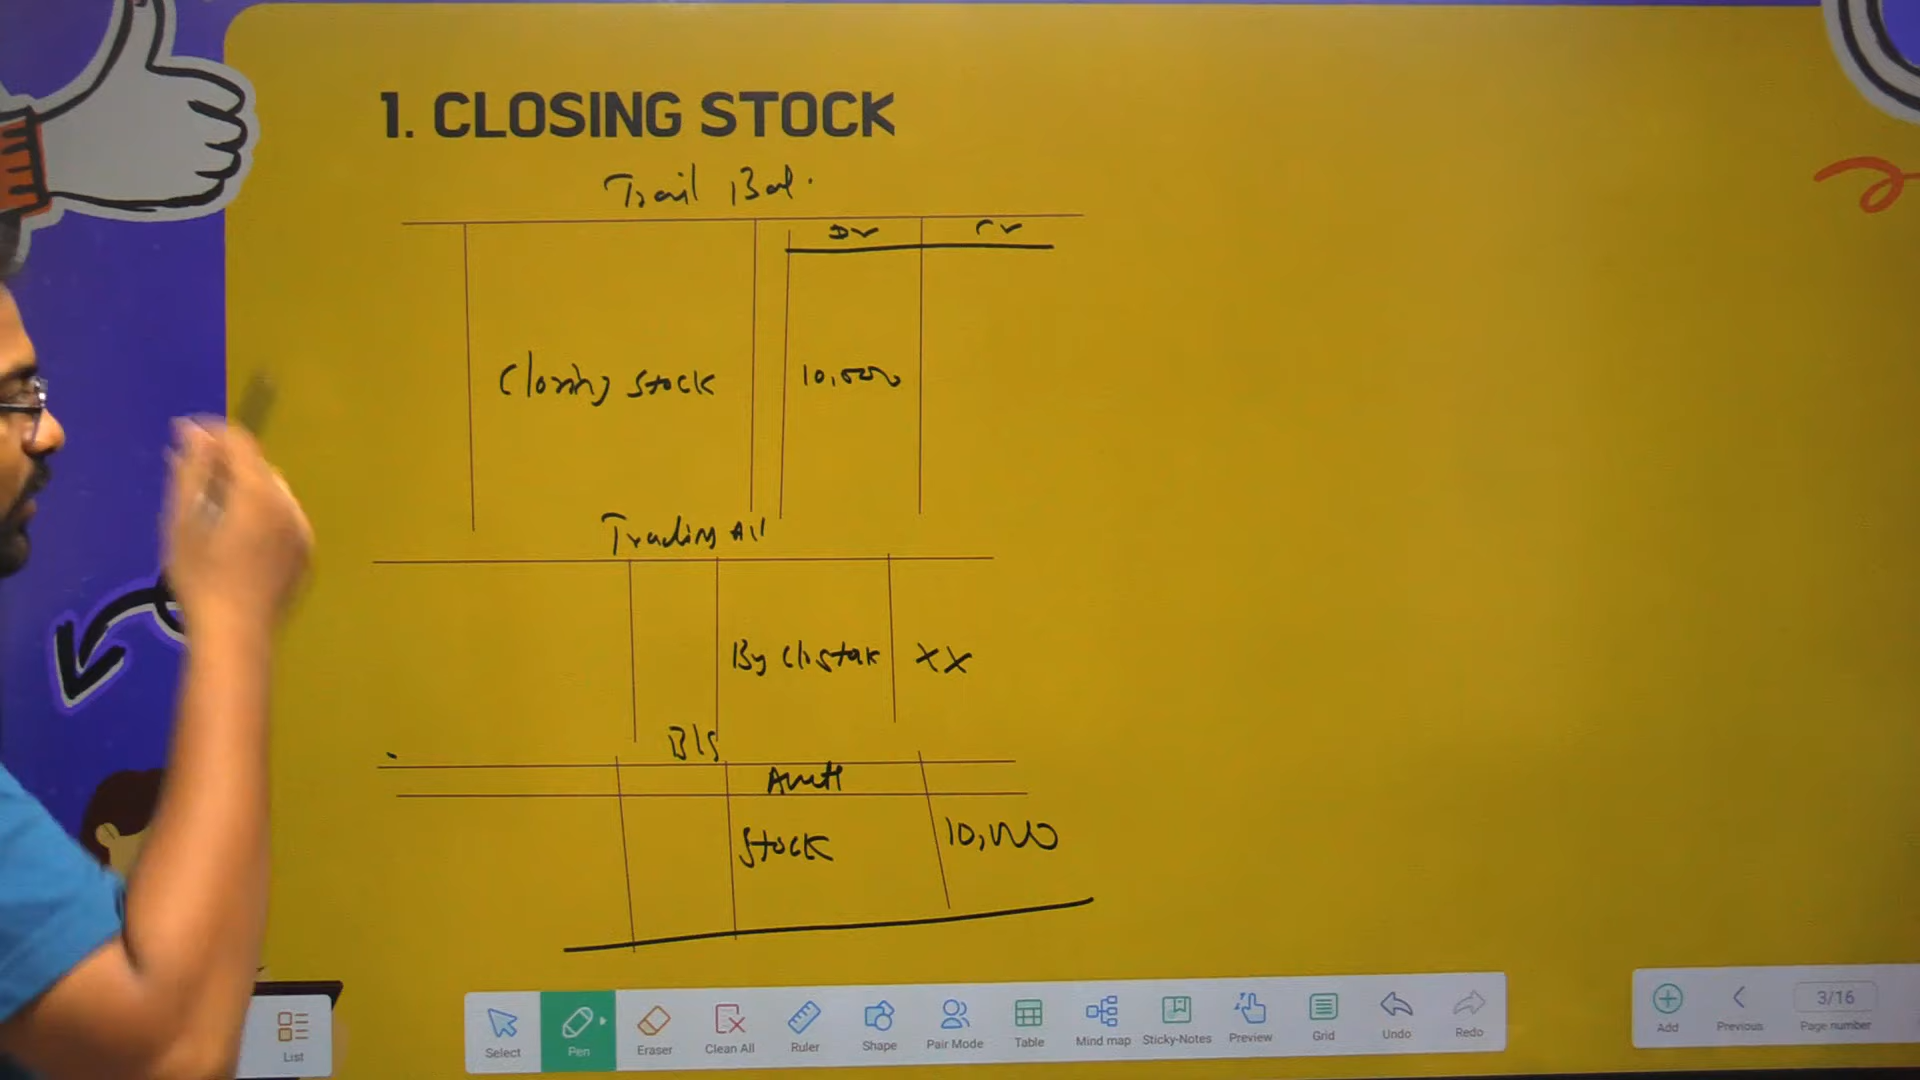 1. CLOSING STOCK
Trail Bal.
Dr Cr
Closing stock 10,000
Trading A/c
By cl.stok XX
B/S
Assets
Stock 10,000
List
Select Pen Eraser Clean All Ruler Shape Pair Mode Table Mind map Sticky-Notes Preview Grid Undo Redo
Add Previous 3/16 Page number